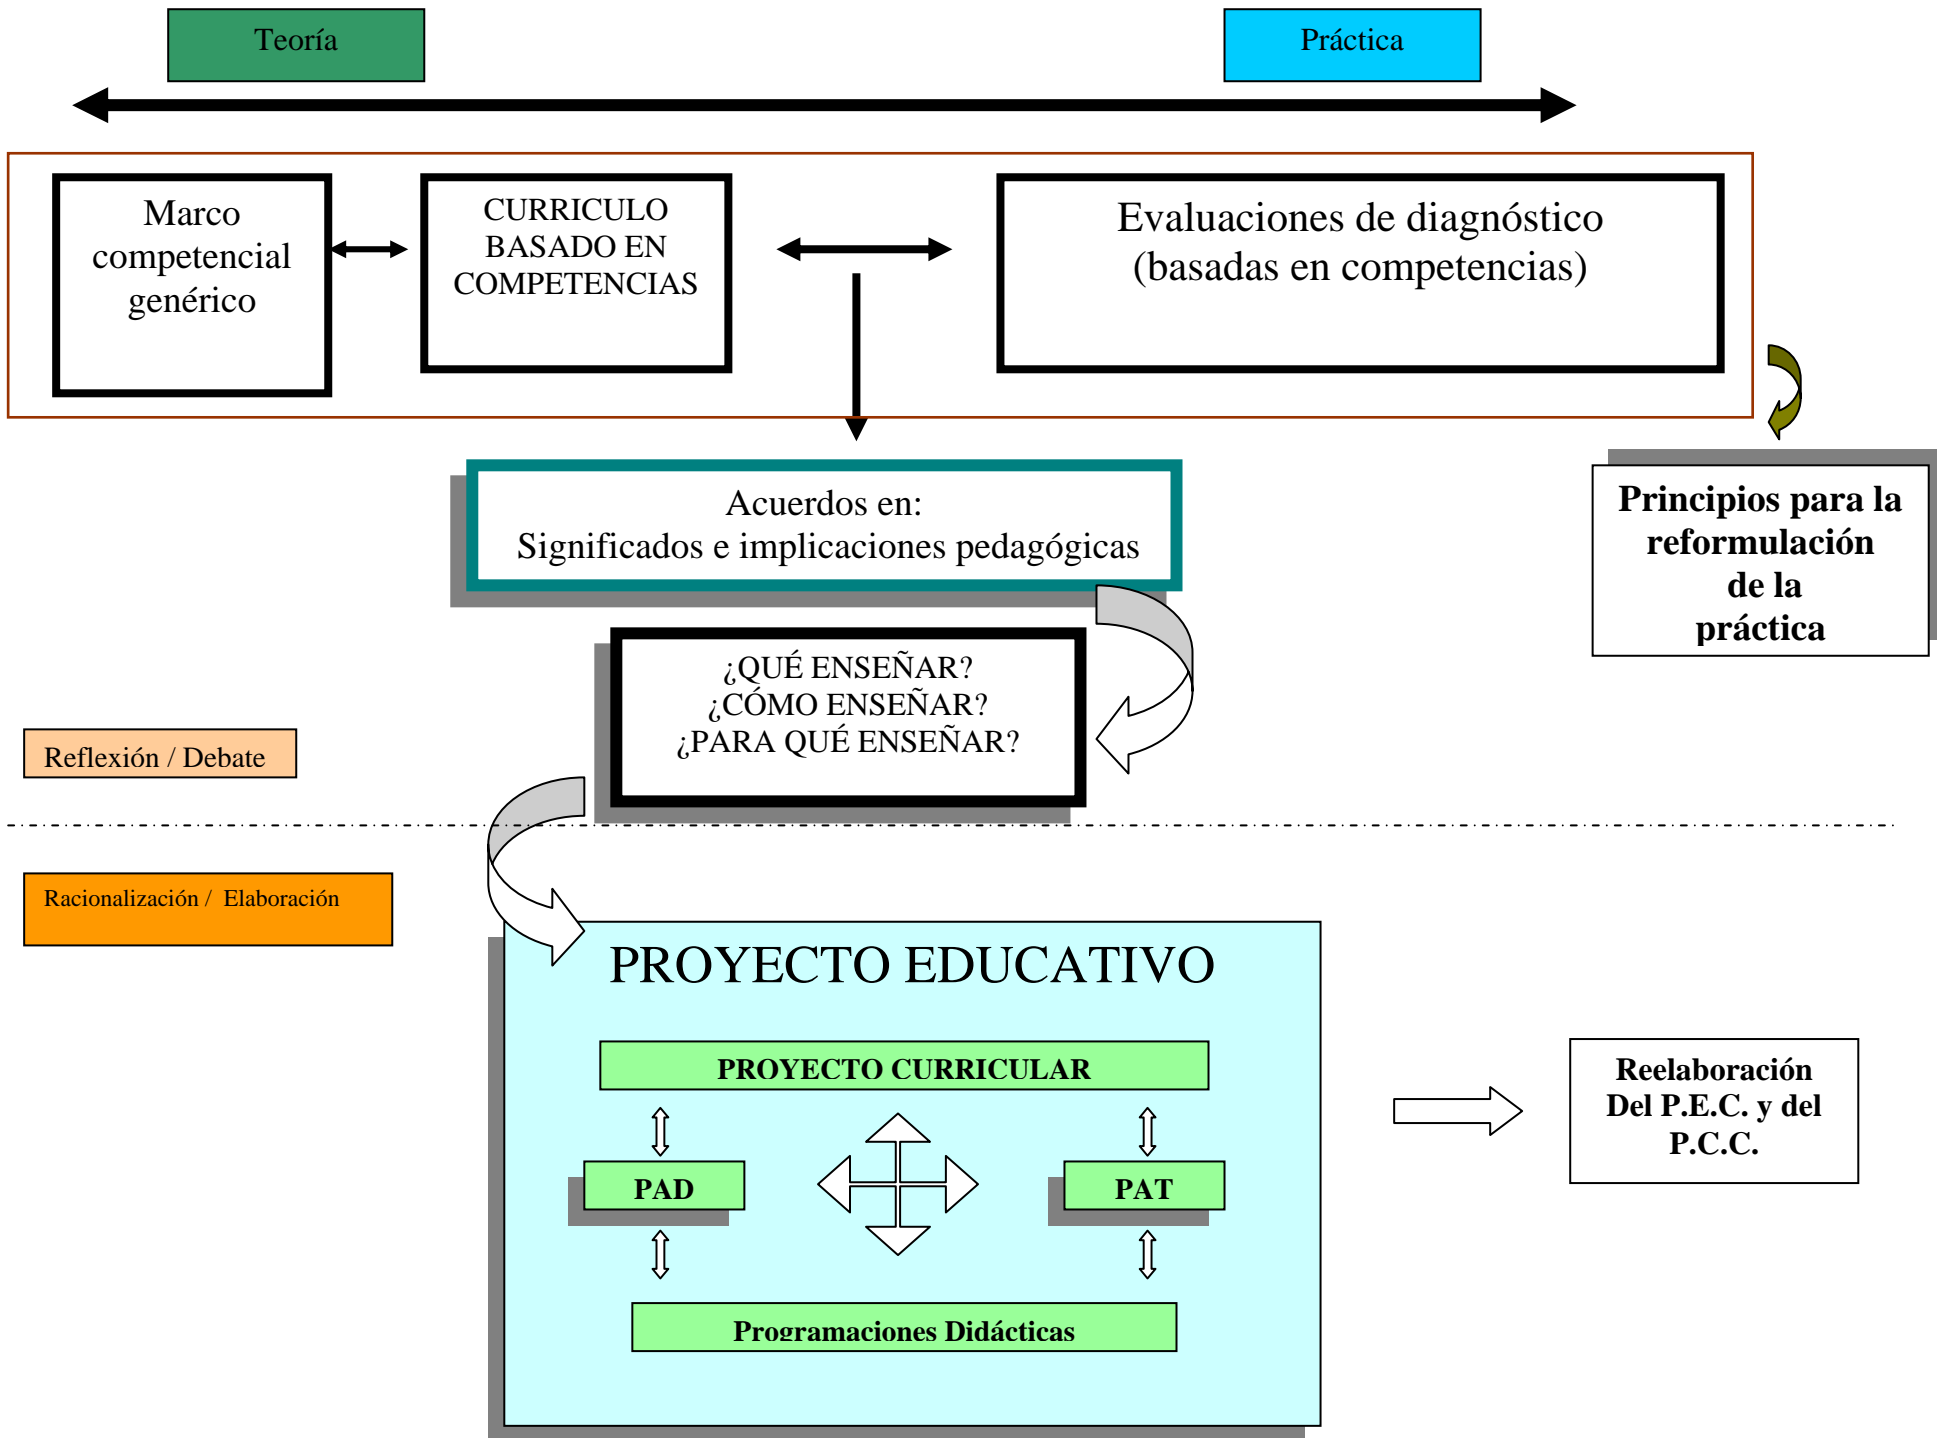 Teoría
Práctica
Marco
competencial
genérico
CURRICULO
BASADO EN
COMPETENCIAS
Evaluaciones de diagnóstico
(basadas en competencias)
Acuerdos en:
Significados e implicaciones pedagógicas
Principios para la
reformulación
de la
práctica
¿QUÉ ENSEÑAR?
¿CÓMO ENSEÑAR?
¿PARA QUÉ ENSEÑAR?
Reflexión / Debate
Racionalización / Elaboración
PROYECTO EDUCATIVO
PROYECTO CURRICULAR
PAD
PAT
Programaciones Didácticas
Reelaboración
Del P.E.C. y del
P.C.C.